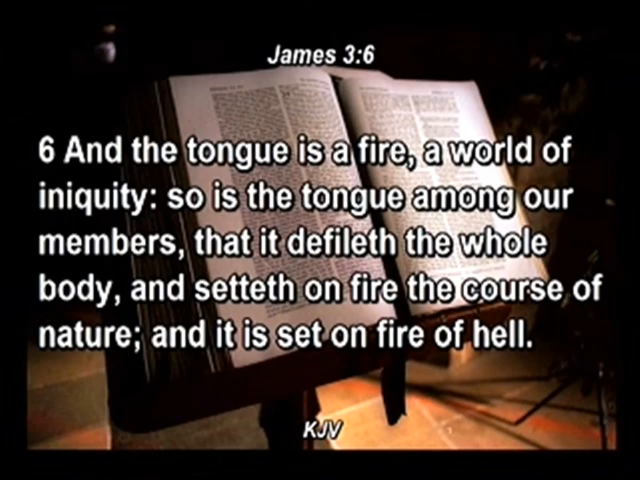 James 3:6
6 And the tongue is a fire, a world of
iniquity: so is the tongue among our
members, that it defileth the whole
body, and setteth on fire the course of
nature; and it is set on fire of hell.
KJV